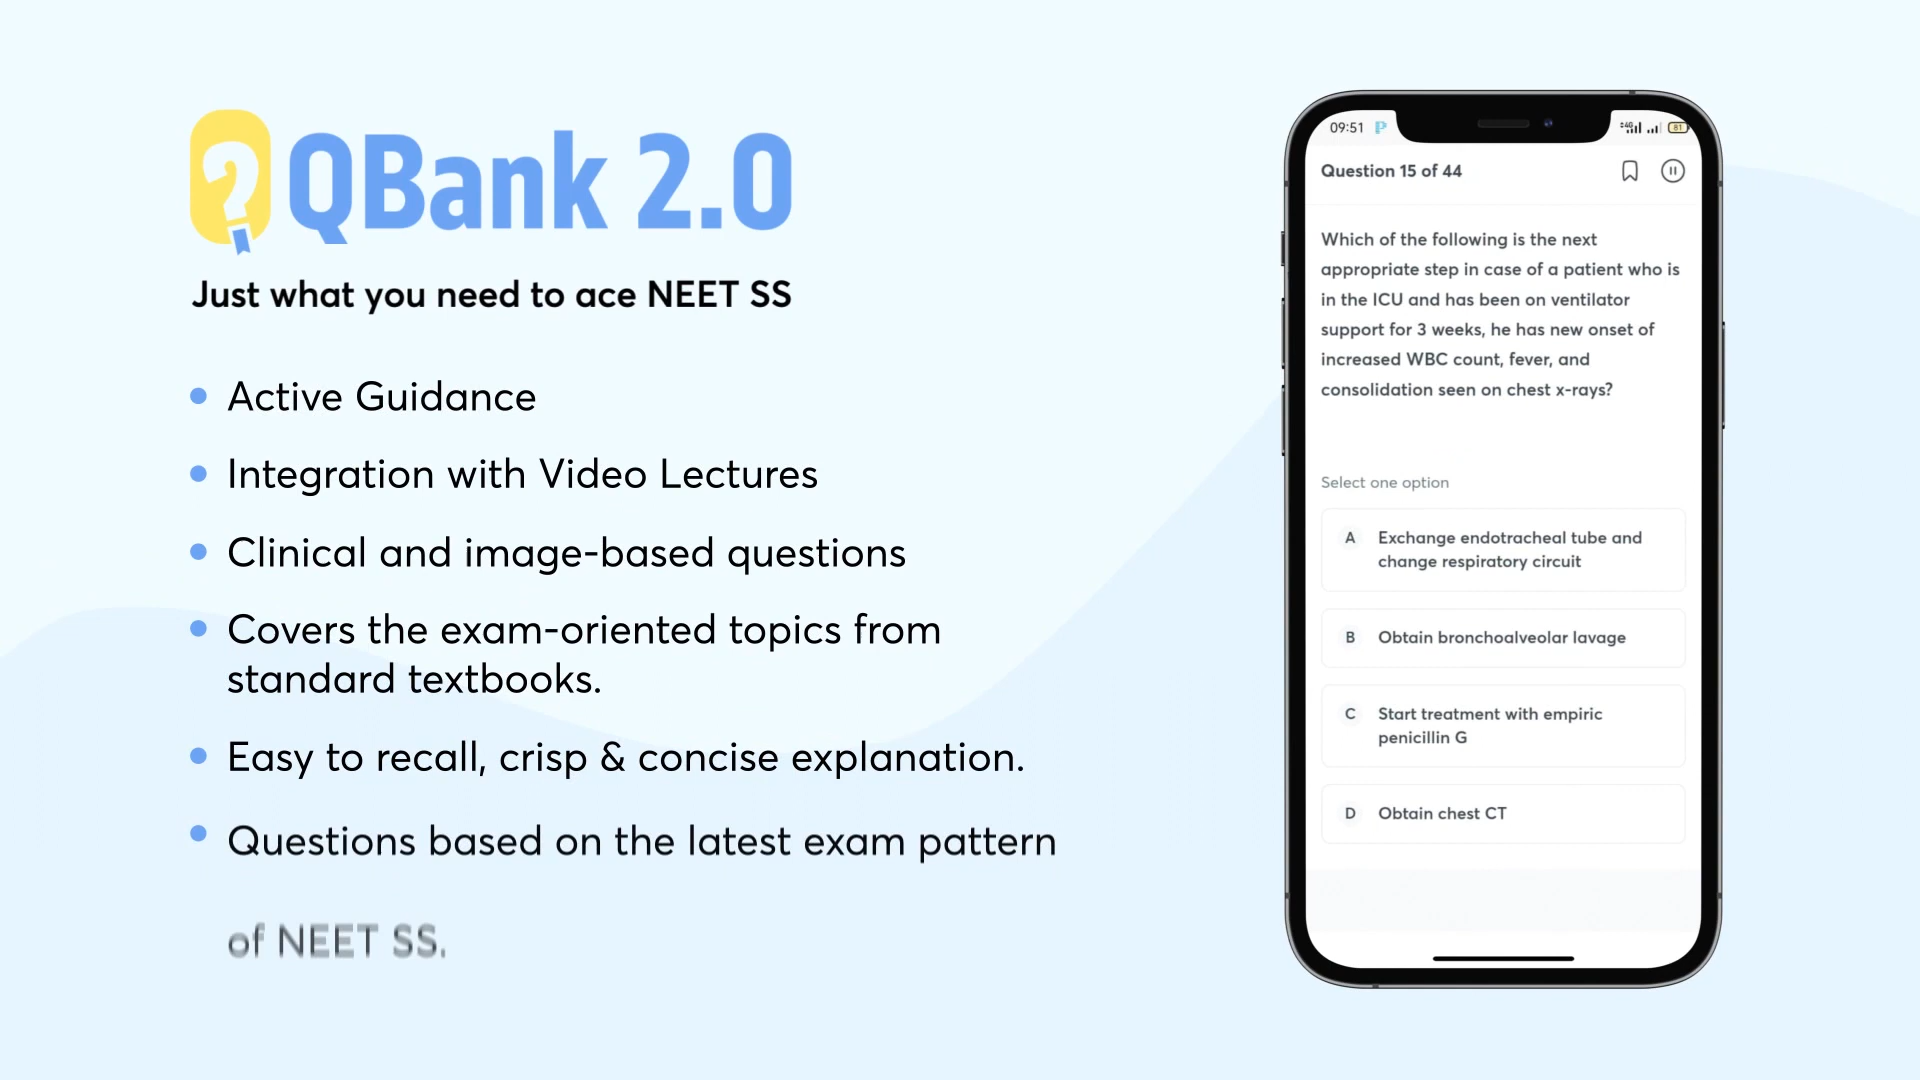 QBank 2.0
Just what you need to ace NEET SS
Active Guidance
Integration with Video Lectures
Clinical and image-based questions
Covers the exam-oriented topics from
standard textbooks.
Easy to recall, crisp & concise explanation.
Questions based on the latest exam pattern
of NEET SS.
09:51
4G
81
Question 15 of 44
Which of the following is the next
appropriate step in case of a patient who is
in the ICU and has been on ventilator
support for 3 weeks, he has new onset of
increased WBC count, fever, and
consolidation seen on chest x-rays?
Select one option
A Exchange endotracheal tube and
change respiratory circuit
B Obtain bronchoalveolar lavage
C Start treatment with empiric
penicillin G
D Obtain chest CT